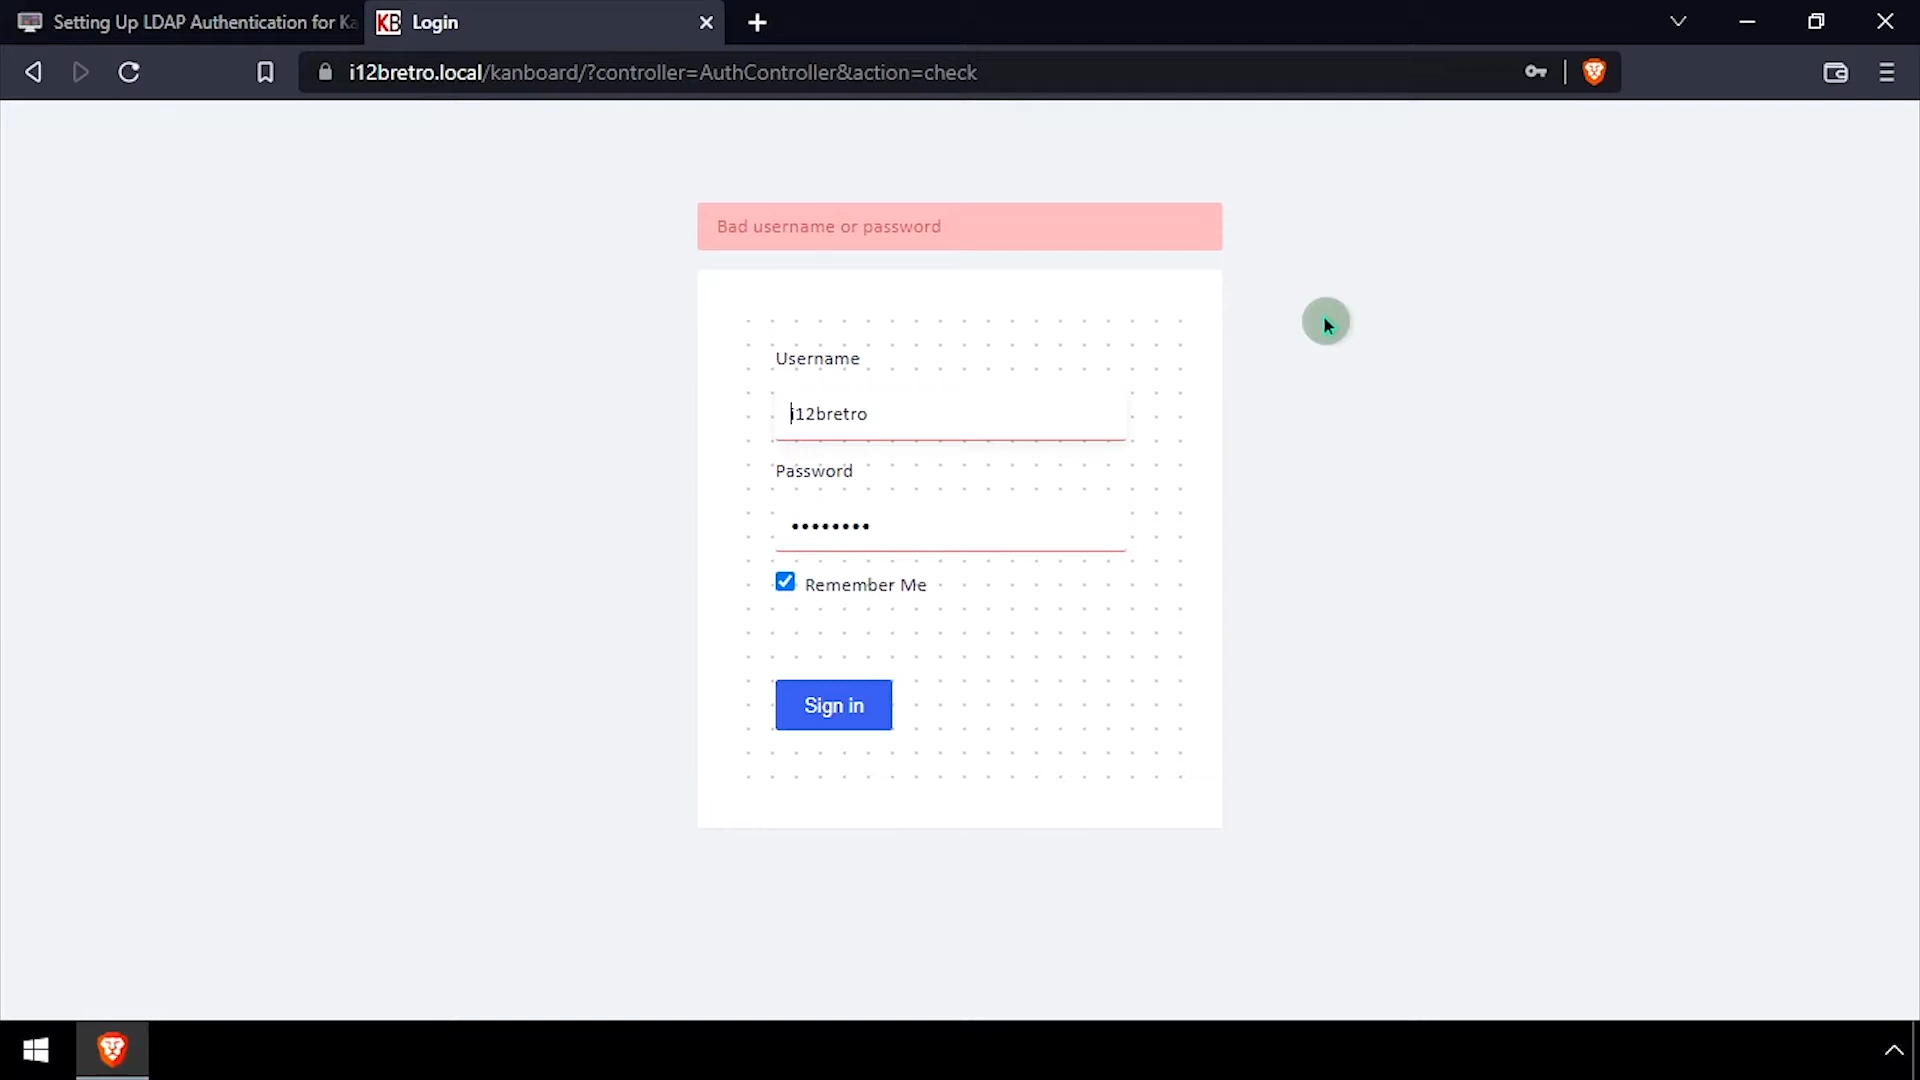 Setting Up LDAP Authentication for Ka
KB Login
i12bretro.local/kanboard/?controller=AuthController&action=check
Bad username or password
Username
i12bretro
Password
••••••••
Remember Me
Sign in